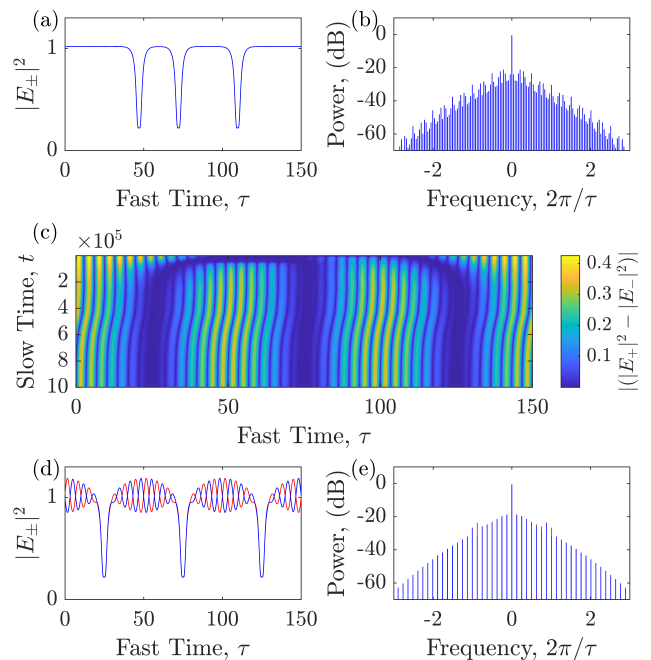 (a)
1
0
|E±|²
0 50 100 150
Fast Time, τ
(b)
0
-20
-40
-60
Power, (dB)
-2 0 2
Frequency, 2π/τ
(c)
×10⁵
2
4
6
8
10
Slow Time, t
0 50 100 150
Fast Time, τ
0.4
0.3
0.2
0.1
|(|E₊|² − |E₋|²)|
(d)
1
0
|E±|²
0 50 100 150
Fast Time, τ
(e)
0
-20
-40
-60
Power, (dB)
-2 0 2
Frequency, 2π/τ